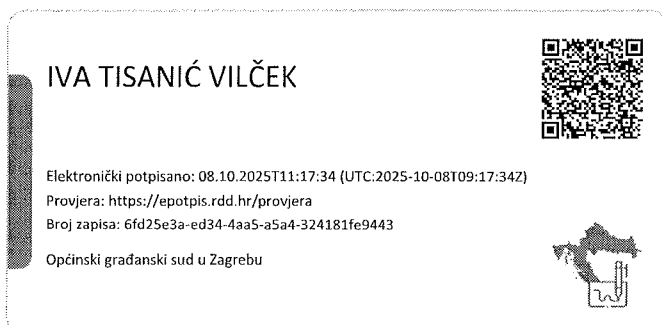 IVA TISANIĆ VILČEK
Elektronički potpisano: 08.10.2025T11:17:34 (UTC:2025-10-08T09:17:34Z)
Provjera: https://epotpis.rdd.hr/provjera
Broj zapisa: 6fd25e3a-ed34-4aa5-a5a4-324181fe9443
Općinski građanski sud u Zagrebu